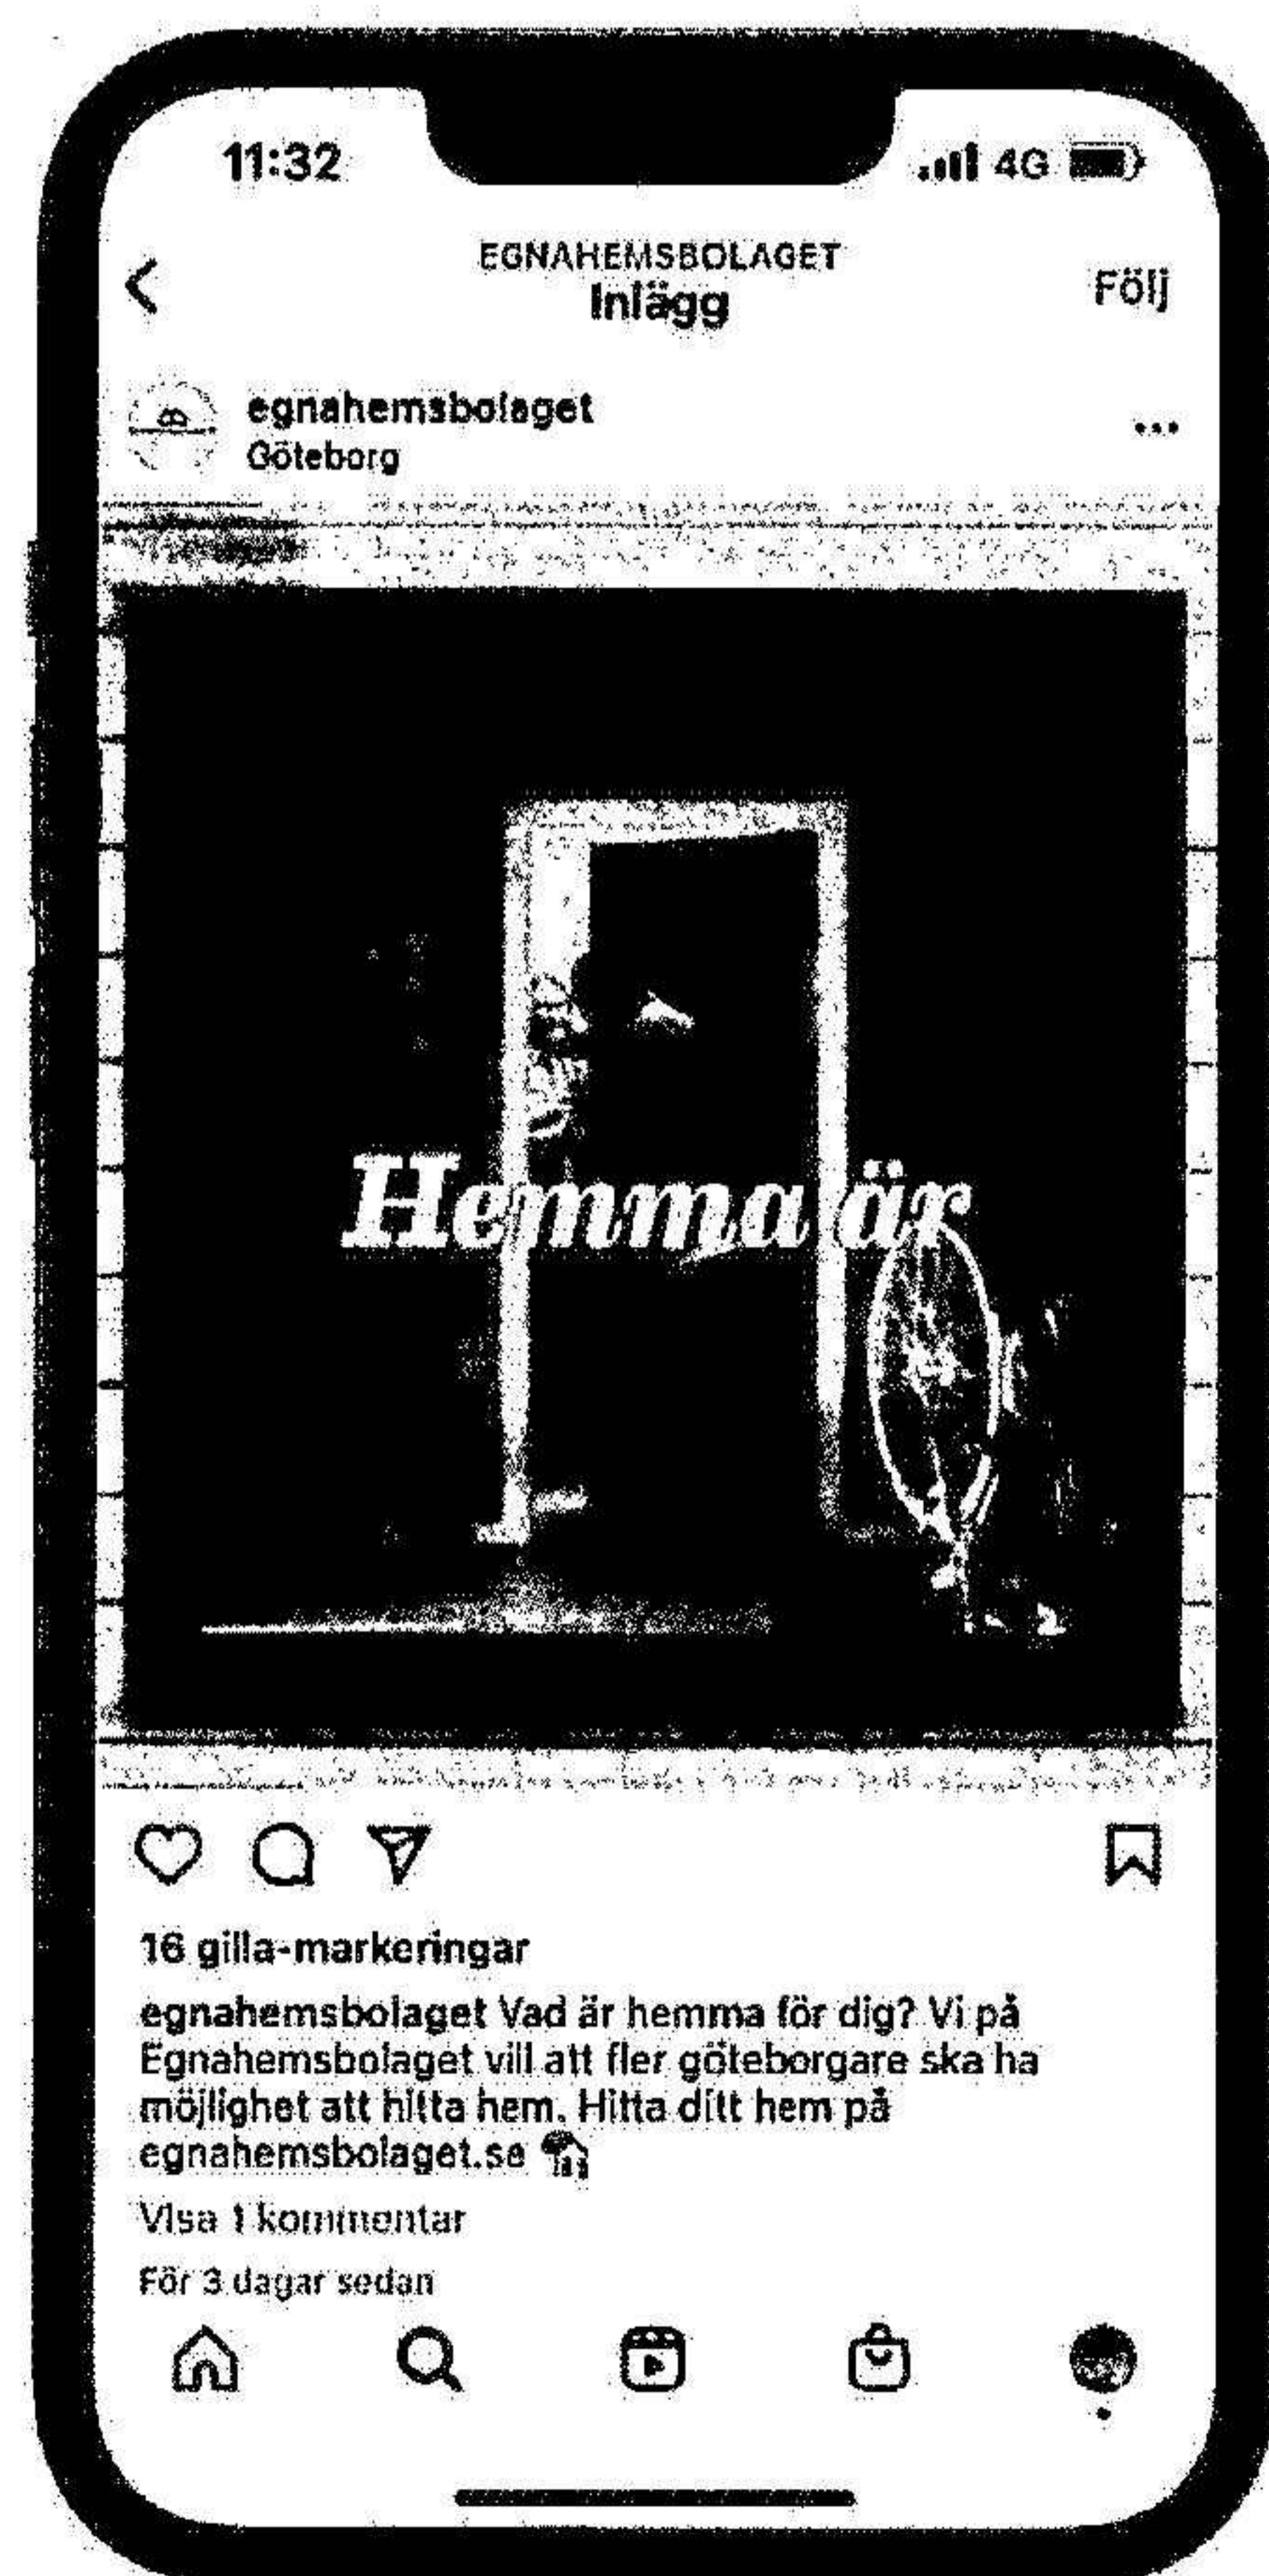 11:32
4G
EGNAHEMSBOLAGET
Inlägg
Följ
egnahemsbolaget
Göteborg
Hemma är
16 gilla-markeringar
egnahemsbolaget Vad är hemma för dig? Vi på
Egnahemsbolaget vill att fler göteborgare ska ha
möjlighet att hitta hem. Hitta ditt hem på
egnahemsbolaget.se
Visa 1 kommentar
För 3 dagar sedan